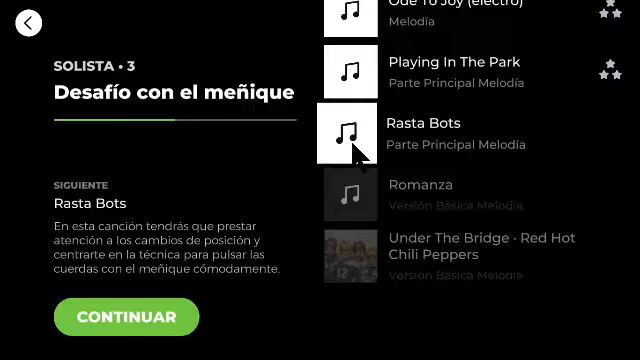 SOLISTA • 3
Desafío con el meñique
SIGUIENTE
Rasta Bots
En esta canción tendrás que prestar
atención a los cambios de posición y
centrarte en la técnica para pulsar las
cuerdas con el meñique cómodamente.
CONTINUAR
Ode To Joy (electro)
Melodía
Playing In The Park
Parte Principal Melodía
Rasta Bots
Parte Principal Melodía
Romanza
Versión Básica Melodía
Under The Bridge · Red Hot
Chili Peppers
Versión Básica Melodía